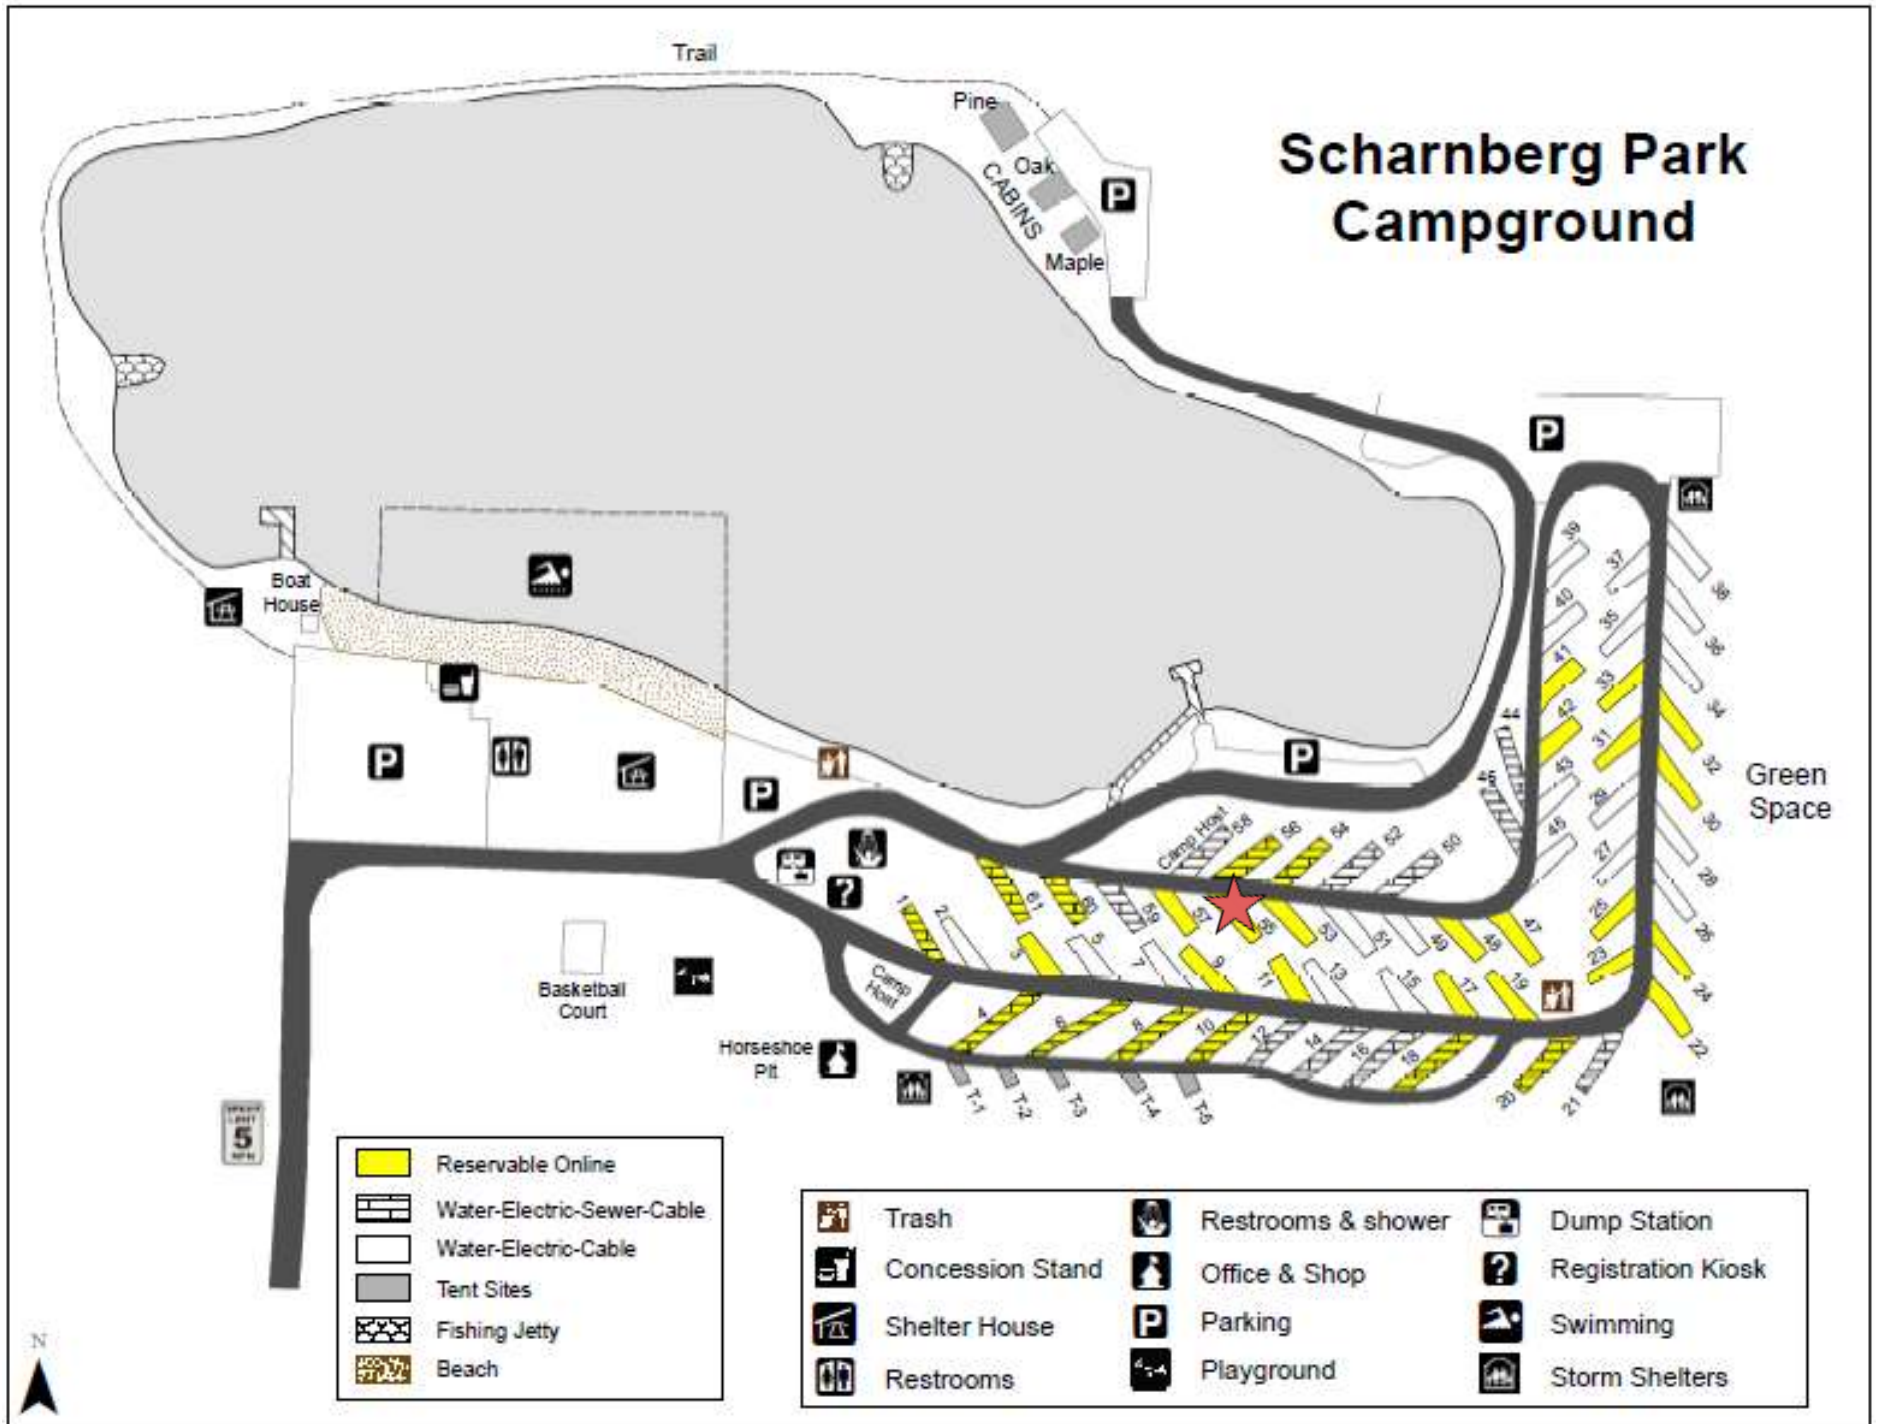 Trail
Pine
Oak
CABINS
Maple
P
Scharnberg Park
Campground
P
Boat
House
P
P
P
Green
Space
39
37
38
40
35
36
41
33
34
42
31
32
44
43
29
30
46
45
27
28
25
26
23
24
22
Camp Host
58
56
54
52
50
61
60
59
57
55
53
51
49
48
47
1
2
3
5
7
9
11
13
15
17
19
?
Camp
Host
4
6
8
10
12
14
16
18
20
21
T-1
T-2
T-3
T-4
T-5
Basketball
Court
Horseshoe
Pit
SPEED
LIMIT
5
MPH
Reservable Online
Water-Electric-Sewer-Cable
Water-Electric-Cable
Tent Sites
Fishing Jetty
Beach
Trash
Concession Stand
Shelter House
Restrooms
Restrooms & shower
Office & Shop
P
Parking
Playground
Dump Station
?
Registration Kiosk
Swimming
Storm Shelters
N